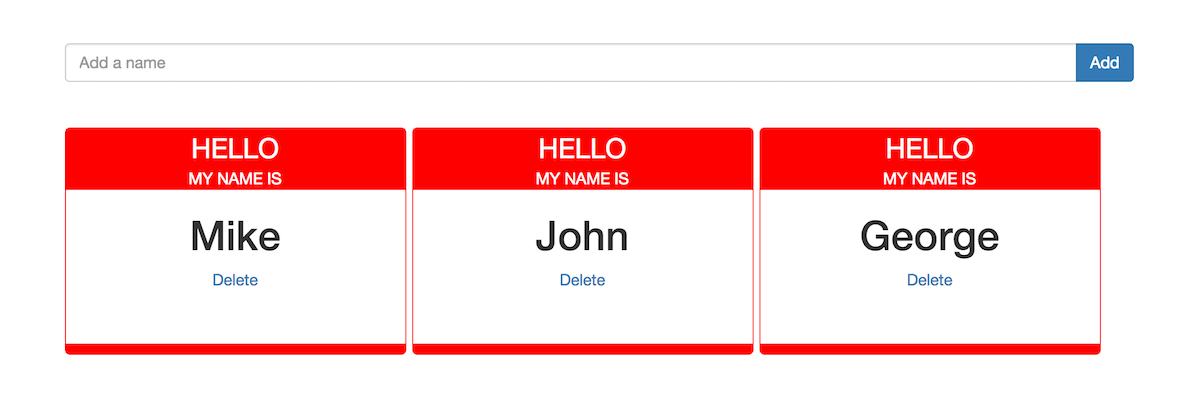 Add a name
Add
HELLO
MY NAME IS
Mike
Delete
HELLO
MY NAME IS
John
Delete
HELLO
MY NAME IS
George
Delete